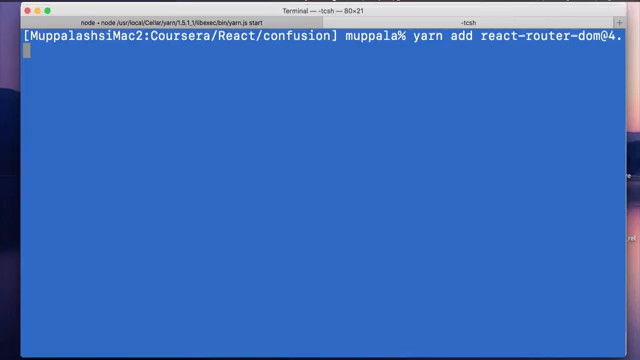 Terminal — -tcsh — 80×21
node • node /usr/local/Cellar/yarn/1.5.1_1/libexec/bin/yarn.js start
-tcsh
[MuppalashsiMac2:Coursera/React/confusion] muppala% yarn add react-router-dom@4.